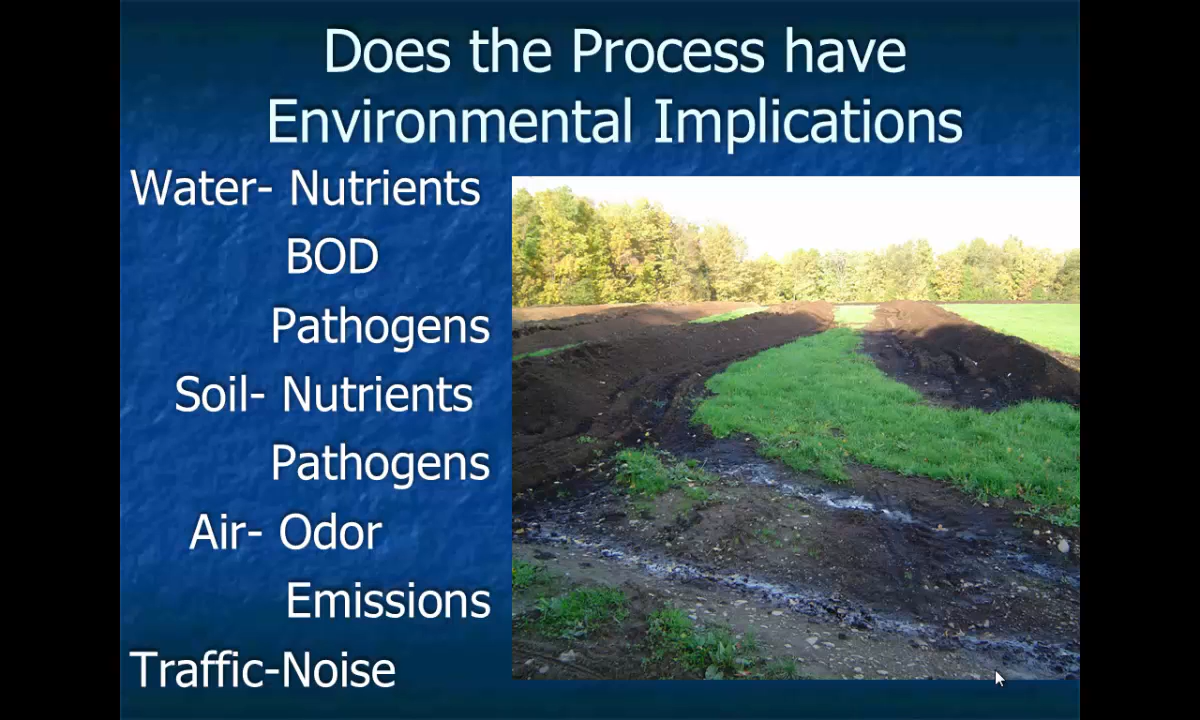 Does the Process have
Environmental Implications
Water- Nutrients
BOD
Pathogens
Soil- Nutrients
Pathogens
Air- Odor
Emissions
Traffic-Noise